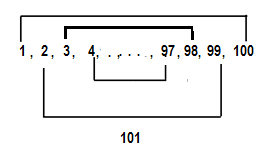 1, 2, 3, 4, . . . . . , 97, 98, 99, 100
101